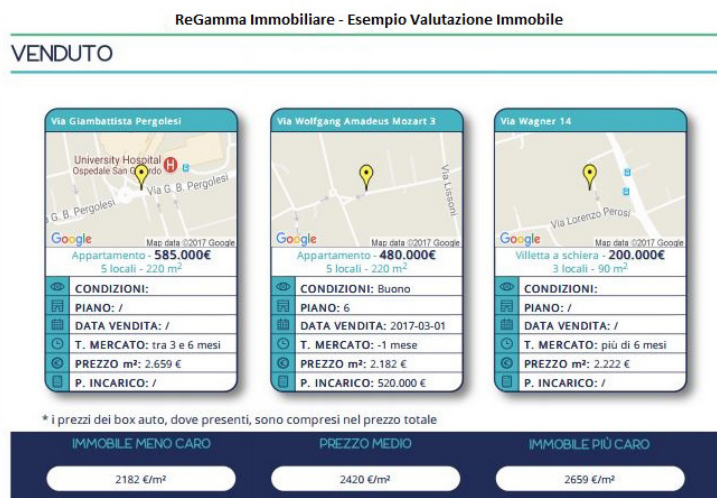 ReGamma Immobiliare - Esempio Valutazione Immobile
VENDUTO
Via Giambattista Pergolesi
University Hospital
Ospedale San G rdo
H
Via G. B. Pergolesi
G. B. Pergolesi
Google
Map data ©2017 Google
Appartamento - 585.000€
5 locali - 220 m²
CONDIZIONI:
PIANO: /
DATA VENDITA: /
T. MERCATO: tra 3 e 6 mesi
PREZZO m²: 2.659 €
P. INCARICO: /
Via Wolfgang Amadeus Mozart 3
Via Lissoni
Google
Map data ©2017 Google
Appartamento - 480.000€
5 locali - 220 m²
CONDIZIONI: Buono
PIANO: 6
DATA VENDITA: 2017-03-01
T. MERCATO: -1 mese
PREZZO m²: 2.182 €
P. INCARICO: 520.000 €
Via Wagner 14
Via Lorenzo Perosi
Google
Map data ©2017 Google
Villetta a schiera - 200.000€
3 locali - 90 m²
CONDIZIONI:
PIANO: /
DATA VENDITA: /
T. MERCATO: più di 6 mesi
PREZZO m²: 2.222 €
P. INCARICO: /
* i prezzi dei box auto, dove presenti, sono compresi nel prezzo totale
IMMOBILE MENO CARO
PREZZO MEDIO
IMMOBILE PIÙ CARO
2182 €/m²
2420 €/m²
2659 €/m²